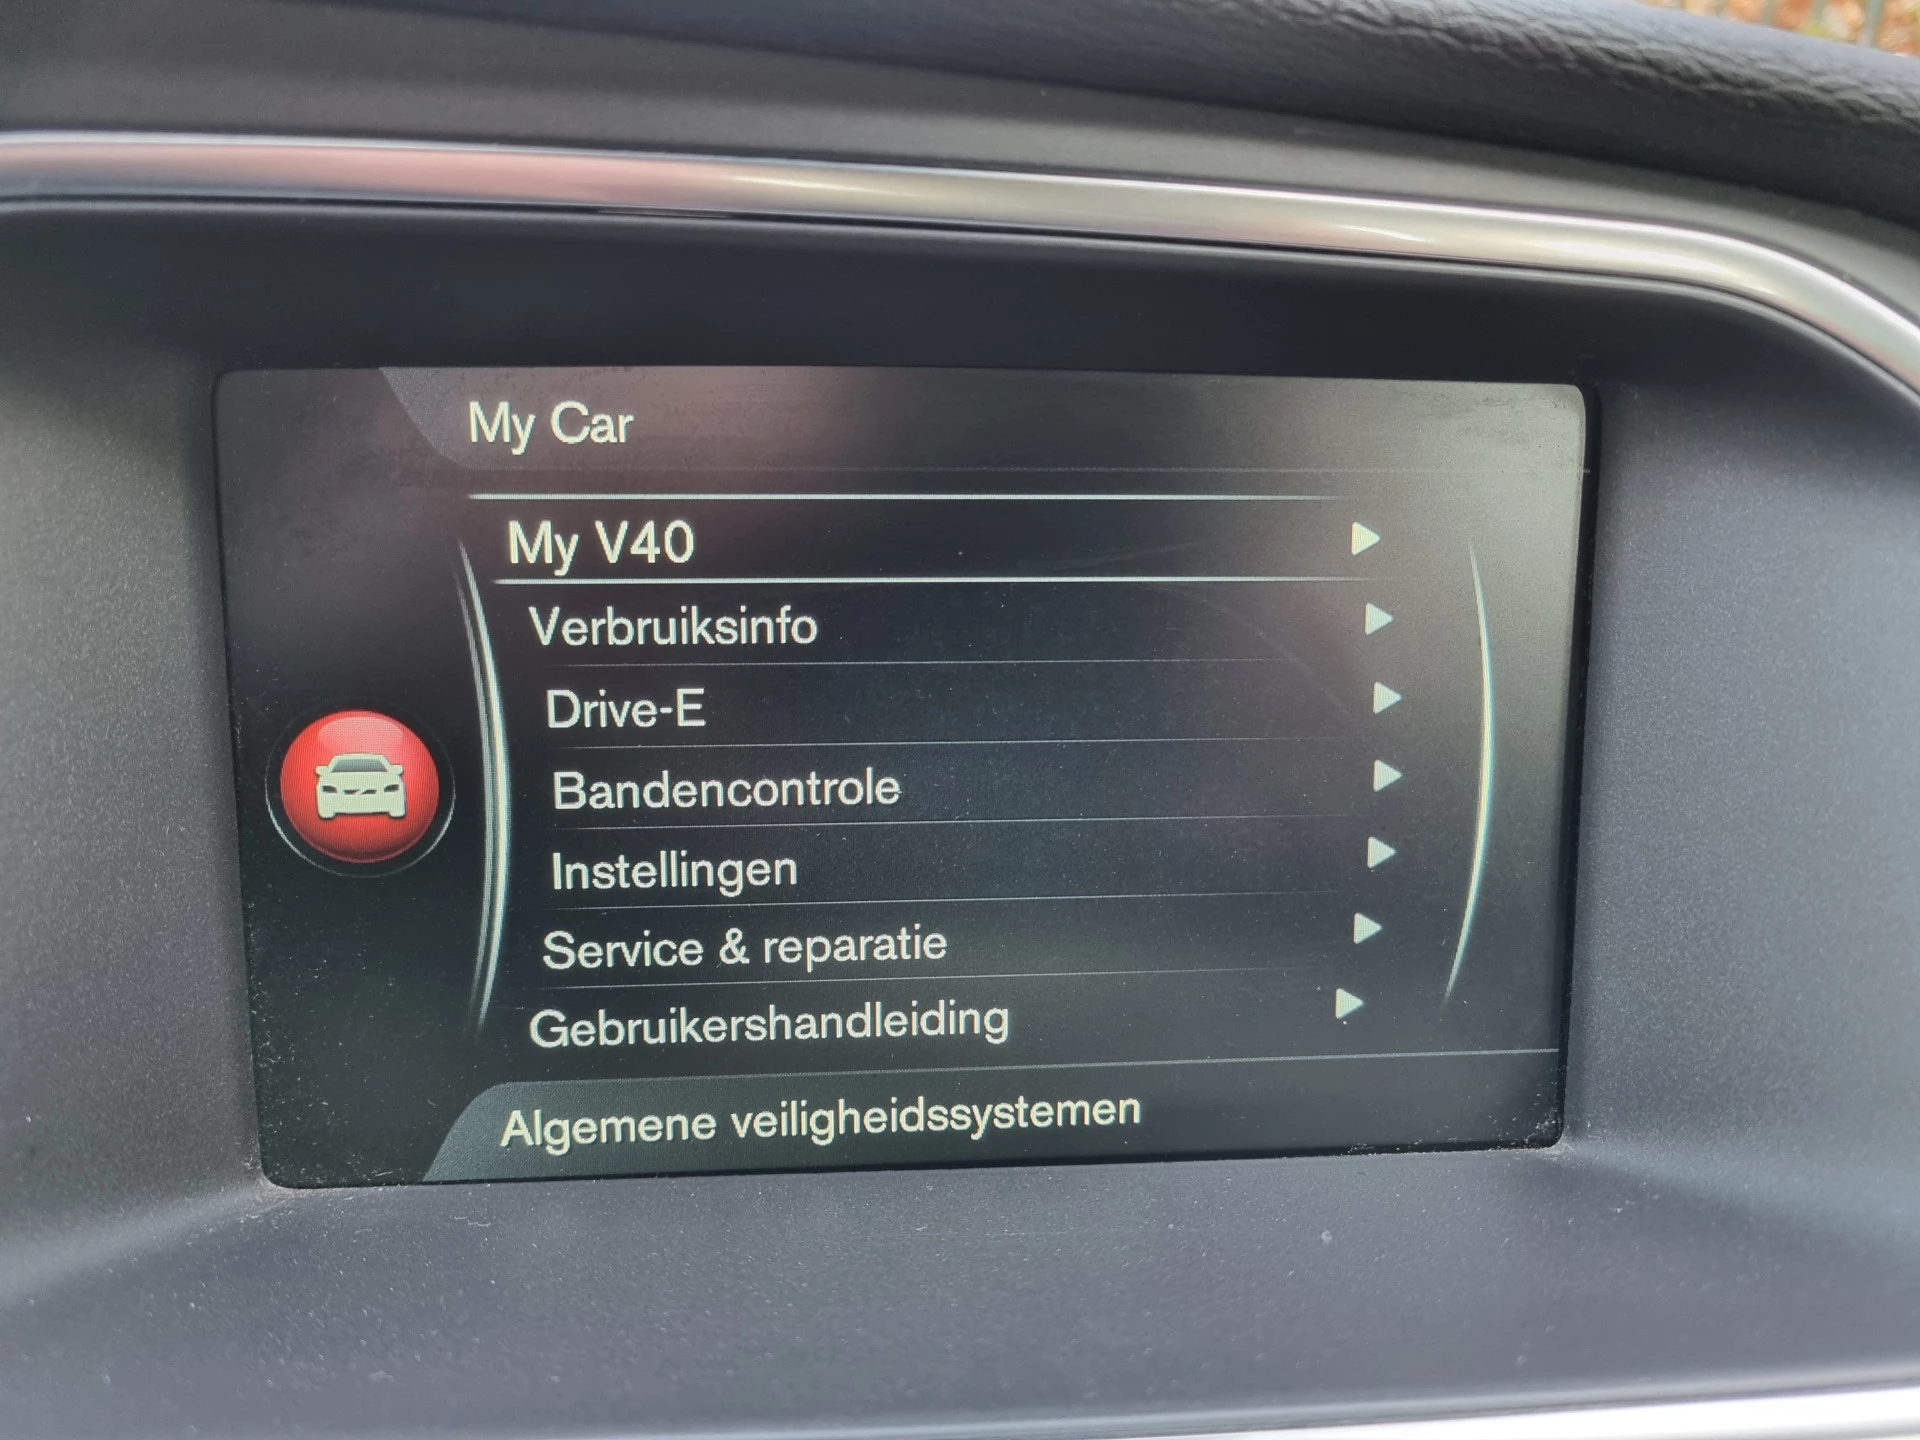 My Car
My V40
Verbruiksinfo
Drive-E
Bandencontrole
Instellingen
Service & reparatie
Gebruikershandleiding
Algemene veiligheidssystemen